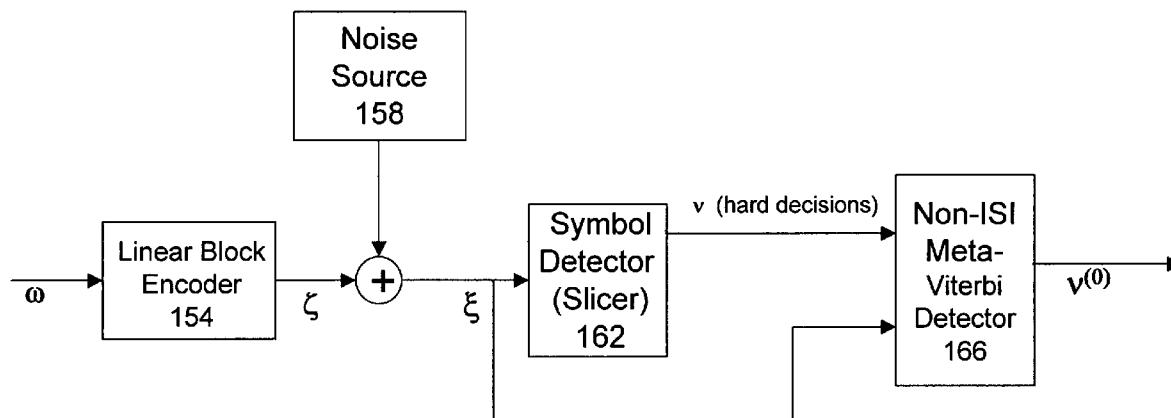 Noise
Source
158
Linear Block
Encoder
154
ω
ζ
+
ξ
Symbol
Detector
(Slicer)
162
ν (hard decisions)
Non-ISI
Meta-
Viterbi
Detector
166
ν(0)